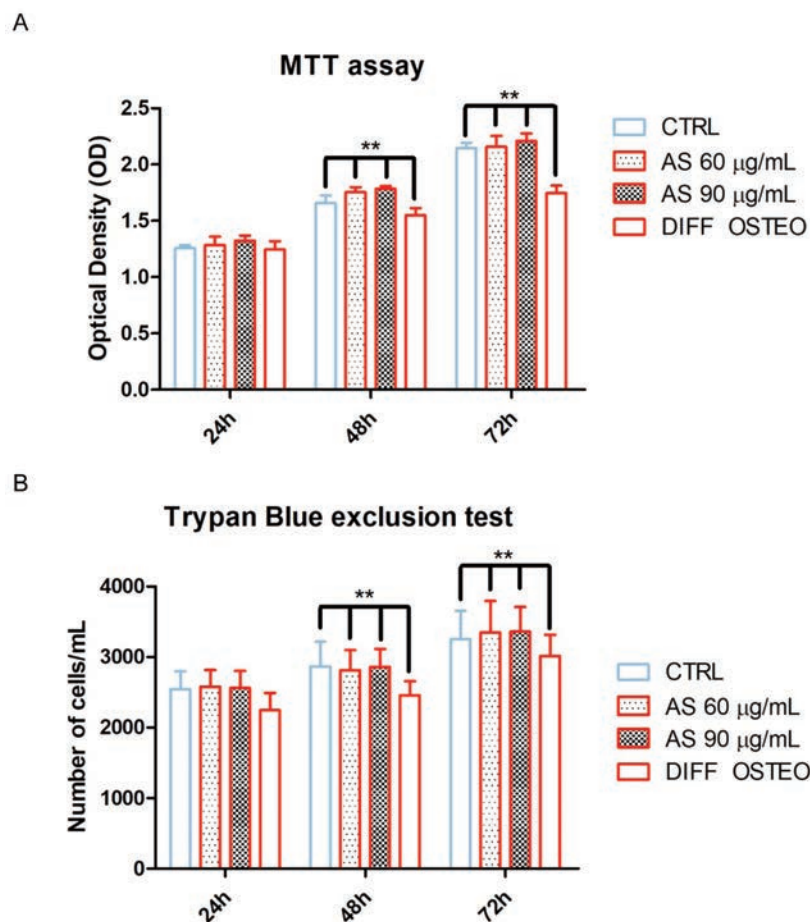 A
MTT assay
Optical Density (OD)
2.5
2.0
1.5
1.0
0.5
0.0
**
**
24h
48h
72h
CTRL
AS 60 μg/mL
AS 90 μg/mL
DIFF OSTEO
B
Trypan Blue exclusion test
Number of cells/mL
4000
3000
2000
1000
0
**
**
24h
48h
72h
CTRL
AS 60 μg/mL
AS 90 μg/mL
DIFF OSTEO